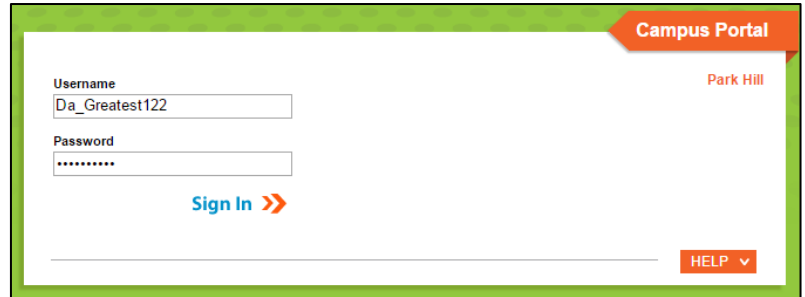 Campus Portal
Park Hill
Username
Da_Greatest122
Password
••••••••••
Sign In
HELP